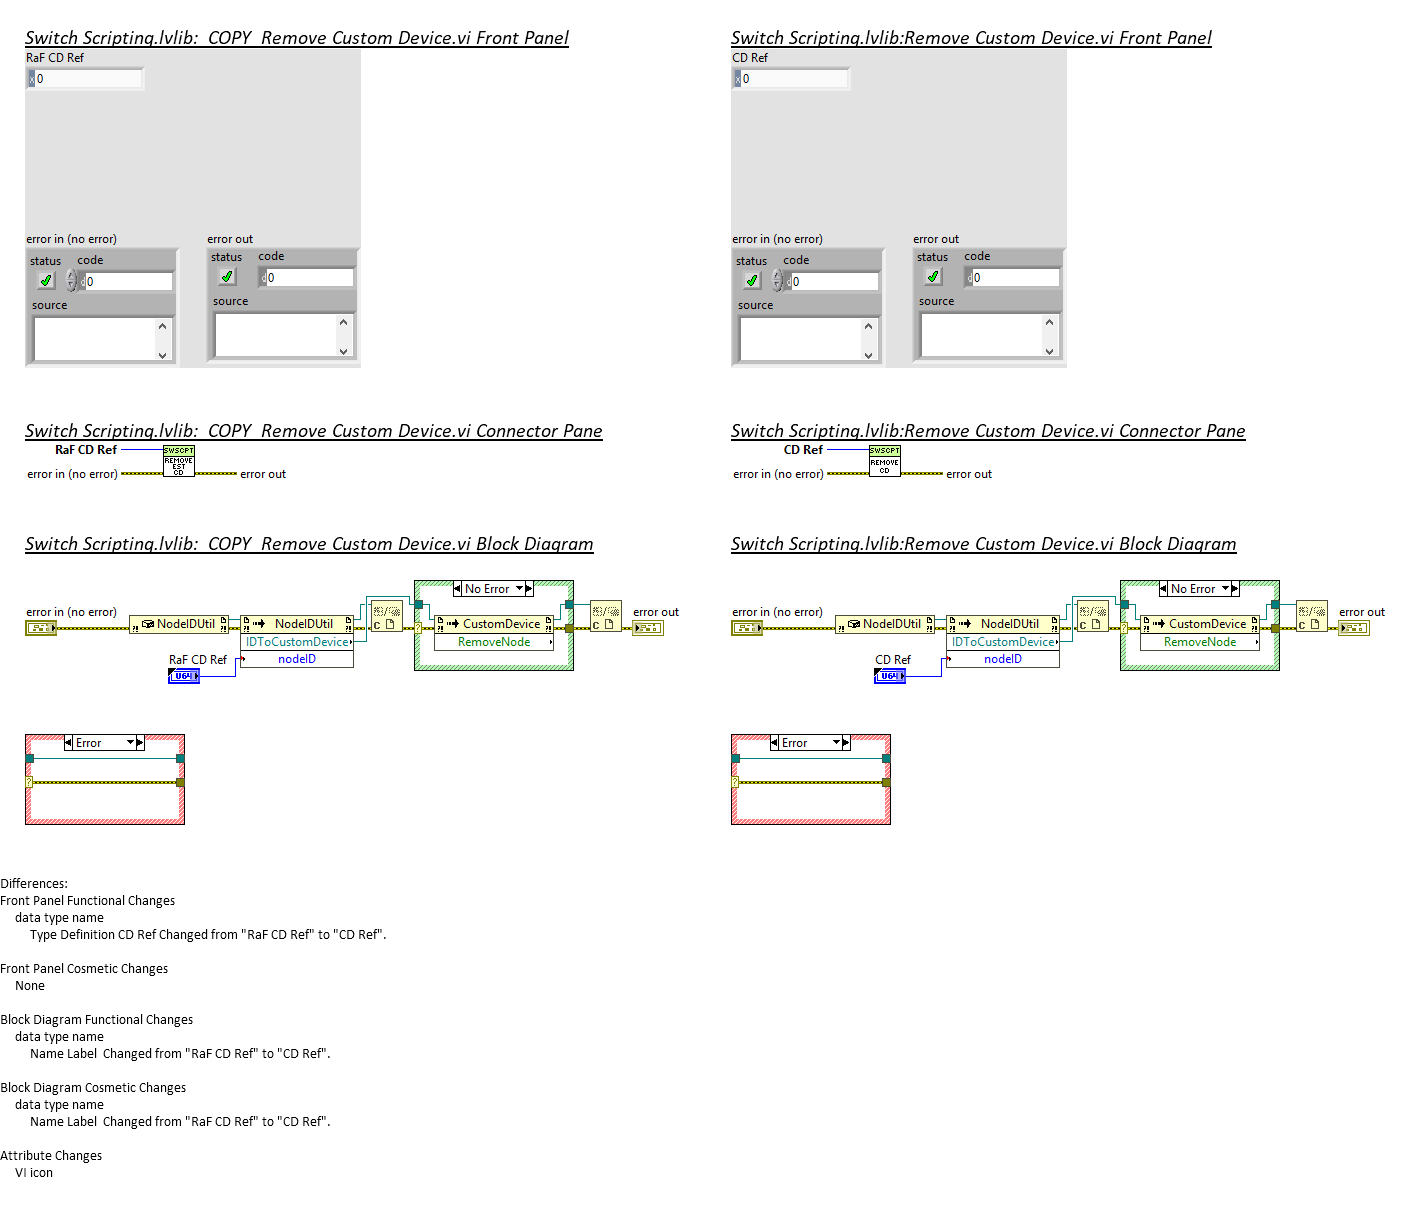 Switch Scripting.lvlib:  COPY  Remove Custom Device.vi Front Panel
RaF CD Ref
x 0
error in (no error)
error out
status
code
d 0
source
status
code
d 0
source
Switch Scripting.lvlib:Remove Custom Device.vi Front Panel
CD Ref
x 0
error in (no error)
error out
status
code
d 0
source
status
code
d 0
source
Switch Scripting.lvlib:  COPY  Remove Custom Device.vi Connector Pane
RaF CD Ref
SWSCPT
REMOVE
EST
CD
error in (no error)
error out
Switch Scripting.lvlib:Remove Custom Device.vi Connector Pane
CD Ref
SWSCPT
REMOVE
CD
error in (no error)
error out
Switch Scripting.lvlib:  COPY  Remove Custom Device.vi Block Diagram
No Error
error in (no error)
error out
NodeIDUtil
NodeIDUtil
C
CustomDevice
C
IDToCustomDevice
RemoveNode
RaF CD Ref
nodeID
U64
Error
?
Switch Scripting.lvlib:Remove Custom Device.vi Block Diagram
No Error
error in (no error)
error out
NodeIDUtil
NodeIDUtil
C
CustomDevice
C
IDToCustomDevice
RemoveNode
CD Ref
nodeID
U64
Error
?
Differences:
Front Panel Functional Changes
data type name
Type Definition CD Ref Changed from "RaF CD Ref" to "CD Ref".
Front Panel Cosmetic Changes
None
Block Diagram Functional Changes
data type name
Name Label  Changed from "RaF CD Ref" to "CD Ref".
Block Diagram Cosmetic Changes
data type name
Name Label  Changed from "RaF CD Ref" to "CD Ref".
Attribute Changes
VI icon